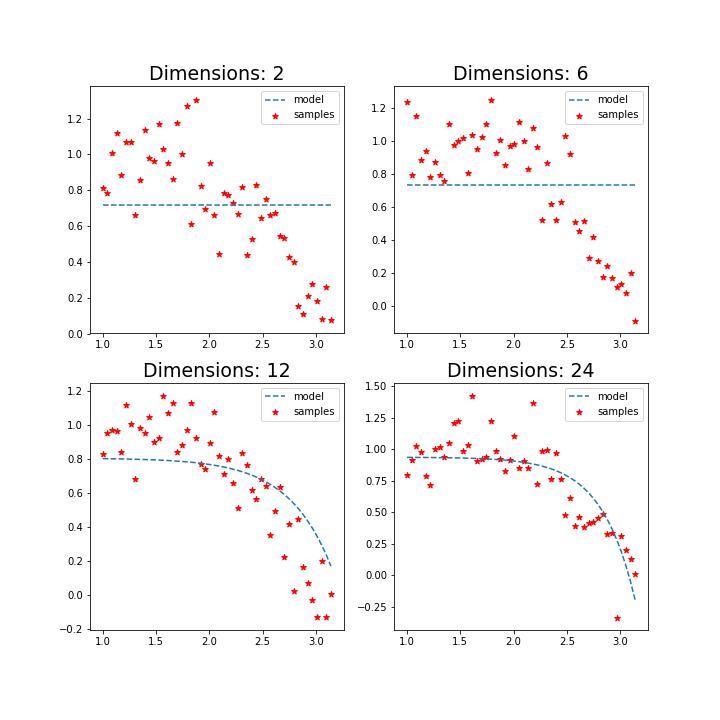 Dimensions: 2
model
samples
1.2
1.0
0.8
0.6
0.4
0.2
0.0
1.0 1.5 2.0 2.5 3.0
Dimensions: 6
model
samples
1.2
1.0
0.8
0.6
0.4
0.2
0.0
1.0 1.5 2.0 2.5 3.0
Dimensions: 12
model
samples
1.2
1.0
0.8
0.6
0.4
0.2
0.0
−0.2
1.0 1.5 2.0 2.5 3.0
Dimensions: 24
model
samples
1.50
1.25
1.00
0.75
0.50
0.25
0.00
−0.25
1.0 1.5 2.0 2.5 3.0